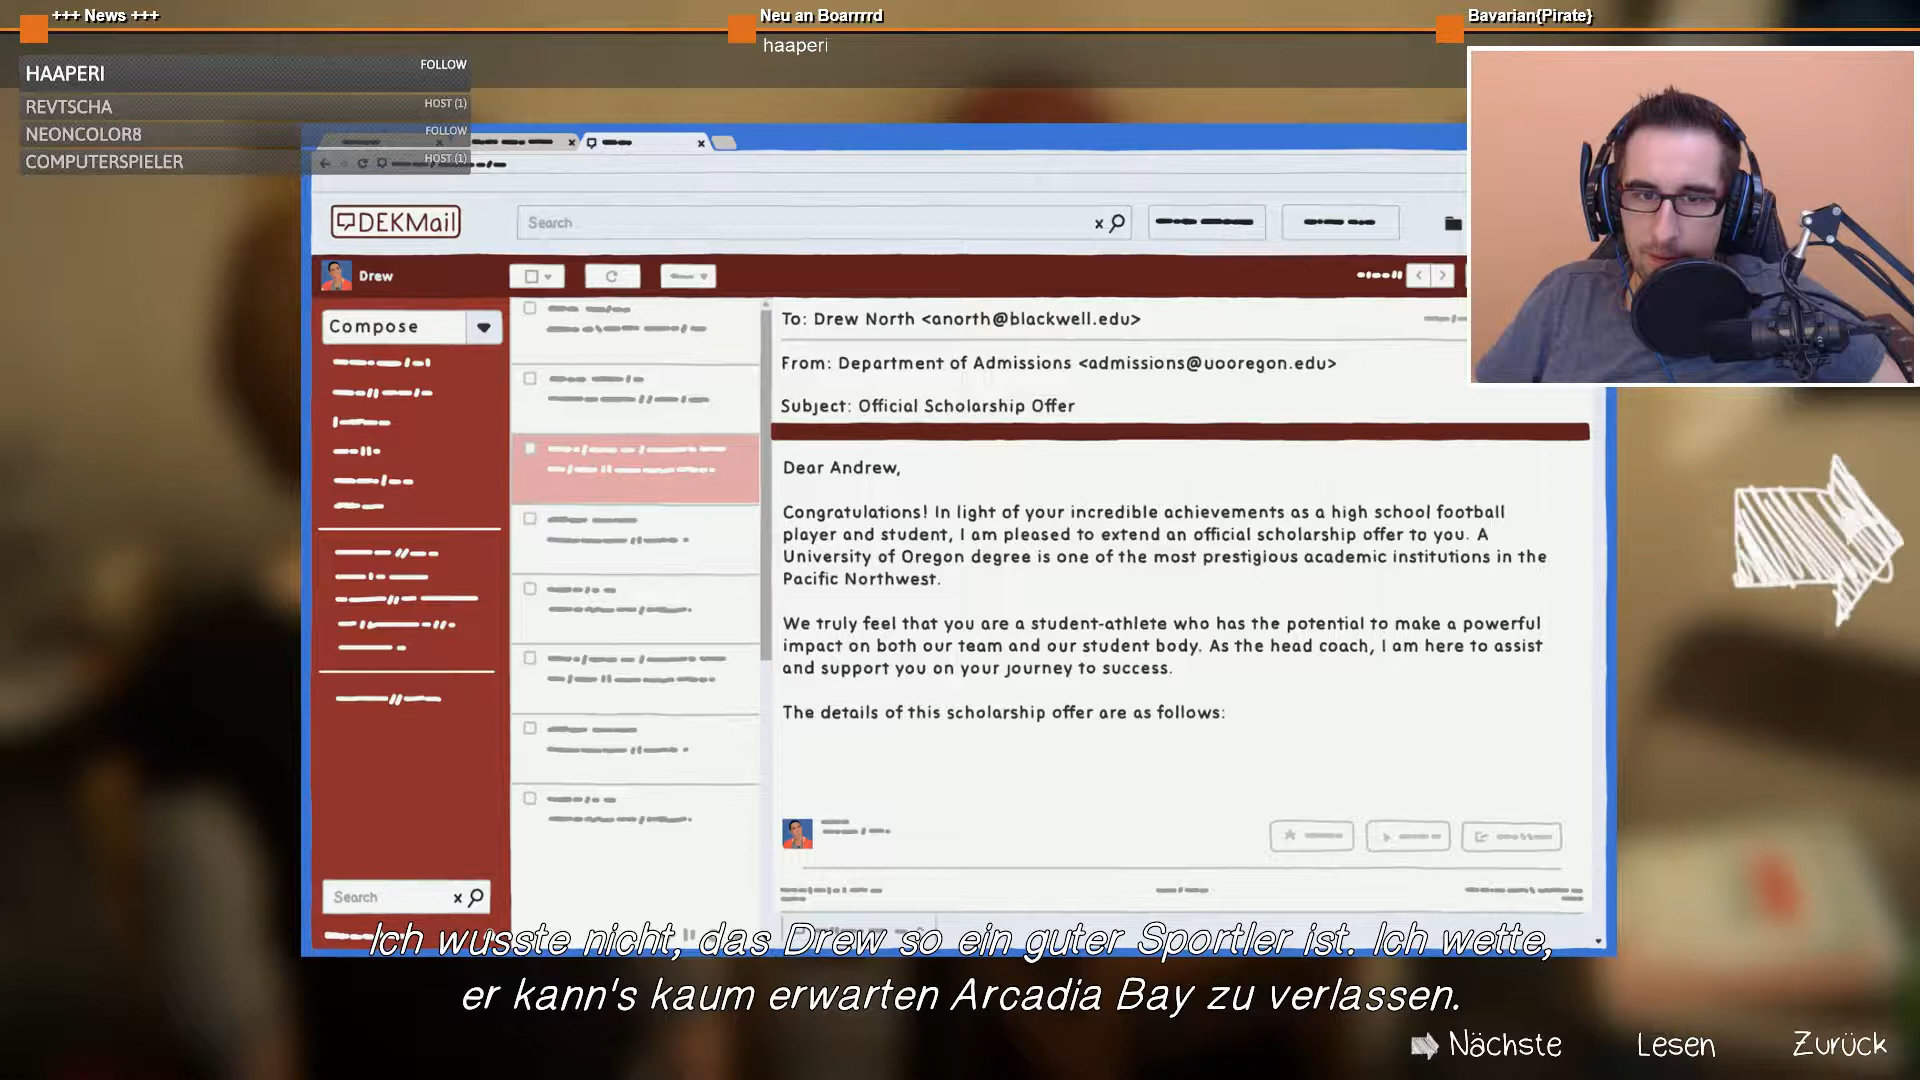 +++ News +++
Neu an Boarrrrd
Bavarian{Pirate}
haaperi
HAAPERI FOLLOW
REVTSCHA HOST (1)
NEONCOLOR8 FOLLOW
COMPUTERSPIELER HOST (1)
DEKMail
Search
Drew
Compose
To: Drew North <anorth@blackwell.edu>
From: Department of Admissions <admissions@uooregon.edu>
Subject: Official Scholarship Offer
Dear Andrew,
Congratulations! In light of your incredible achievements as a high school football
player and student, I am pleased to extend an official scholarship offer to you. A
University of Oregon degree is one of the most prestigious academic institutions in the
Pacific Northwest.
We truly feel that you are a student-athlete who has the potential to make a powerful
impact on both our team and our student body. As the head coach, I am here to assist
and support you on your journey to success.
The details of this scholarship offer are as follows:
Search
Ich wusste nicht, das Drew so ein guter Sportler ist. Ich wette,
er kann's kaum erwarten Arcadia Bay zu verlassen.
Nächste Lesen Zurück